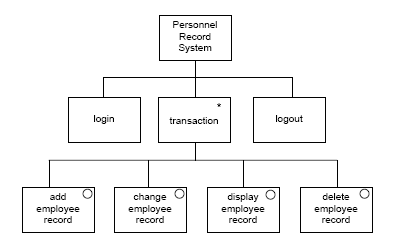 Personnel
Record
System
login
*
transaction
logout
add
employee
record
change
employee
record
display
employee
record
delete
employee
record